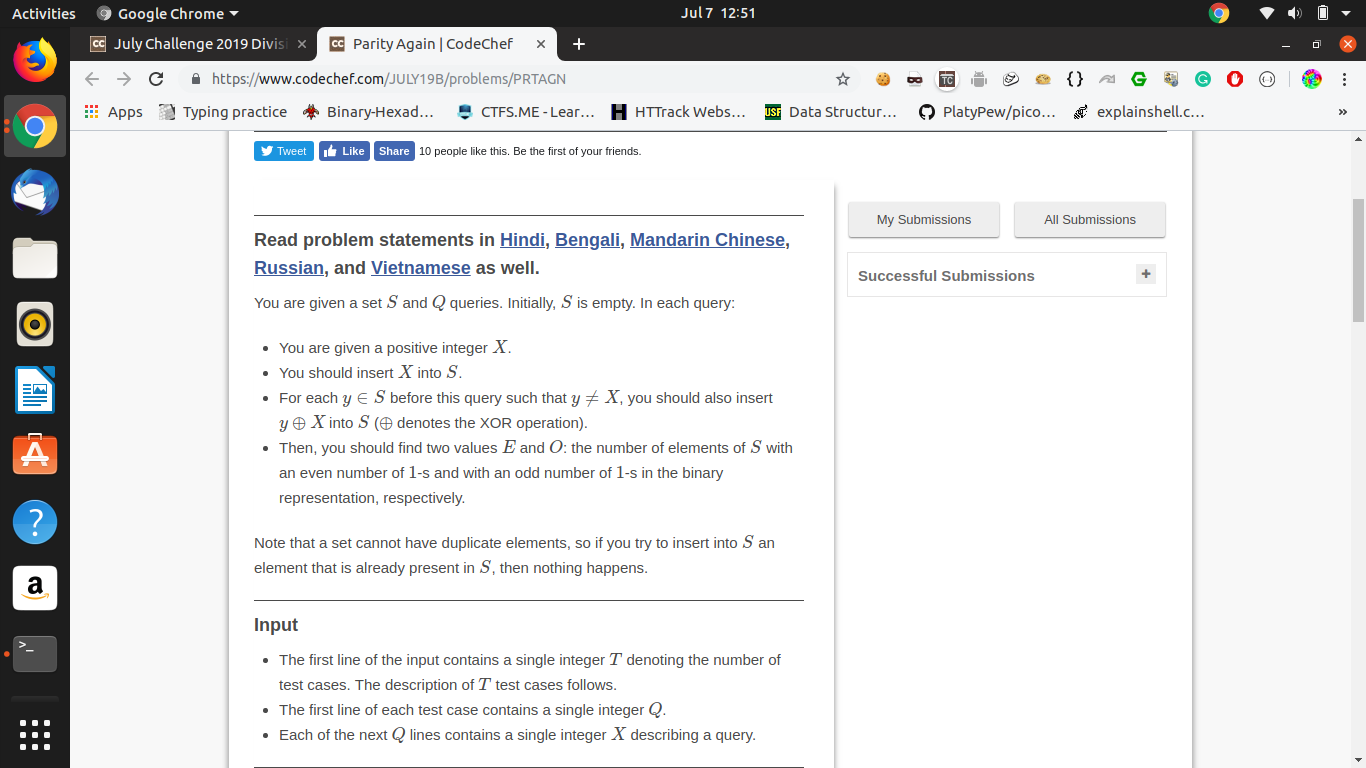 Activities
Google Chrome
Jul 7 12:51
July Challenge 2019 Divis
Parity Again | CodeChef
https://www.codechef.com/JULY19B/problems/PRTAGN
Apps
Typing practice
Binary-Hexad…
CTFS.ME - Lear…
HTTrack Webs…
USF
Data Structur…
PlatyPew/pico…
explainshell.c…
»
Tweet
Like
Share
10 people like this. Be the first of your friends.
My Submissions
All Submissions
Successful Submissions
+
Read problem statements in Hindi, Bengali, Mandarin Chinese,
Russian, and Vietnamese as well.
You are given a set S and Q queries. Initially, S is empty. In each query:
• You are given a positive integer X.
• You should insert X into S.
• For each y ∈ S before this query such that y ≠ X, you should also insert
y ⊕ X into S (⊕ denotes the XOR operation).
• Then, you should find two values E and O: the number of elements of S with
an even number of 1-s and with an odd number of 1-s in the binary
representation, respectively.
Note that a set cannot have duplicate elements, so if you try to insert into S an
element that is already present in S, then nothing happens.
Input
• The first line of the input contains a single integer T denoting the number of
test cases. The description of T test cases follows.
• The first line of each test case contains a single integer Q.
• Each of the next Q lines contains a single integer X describing a query.